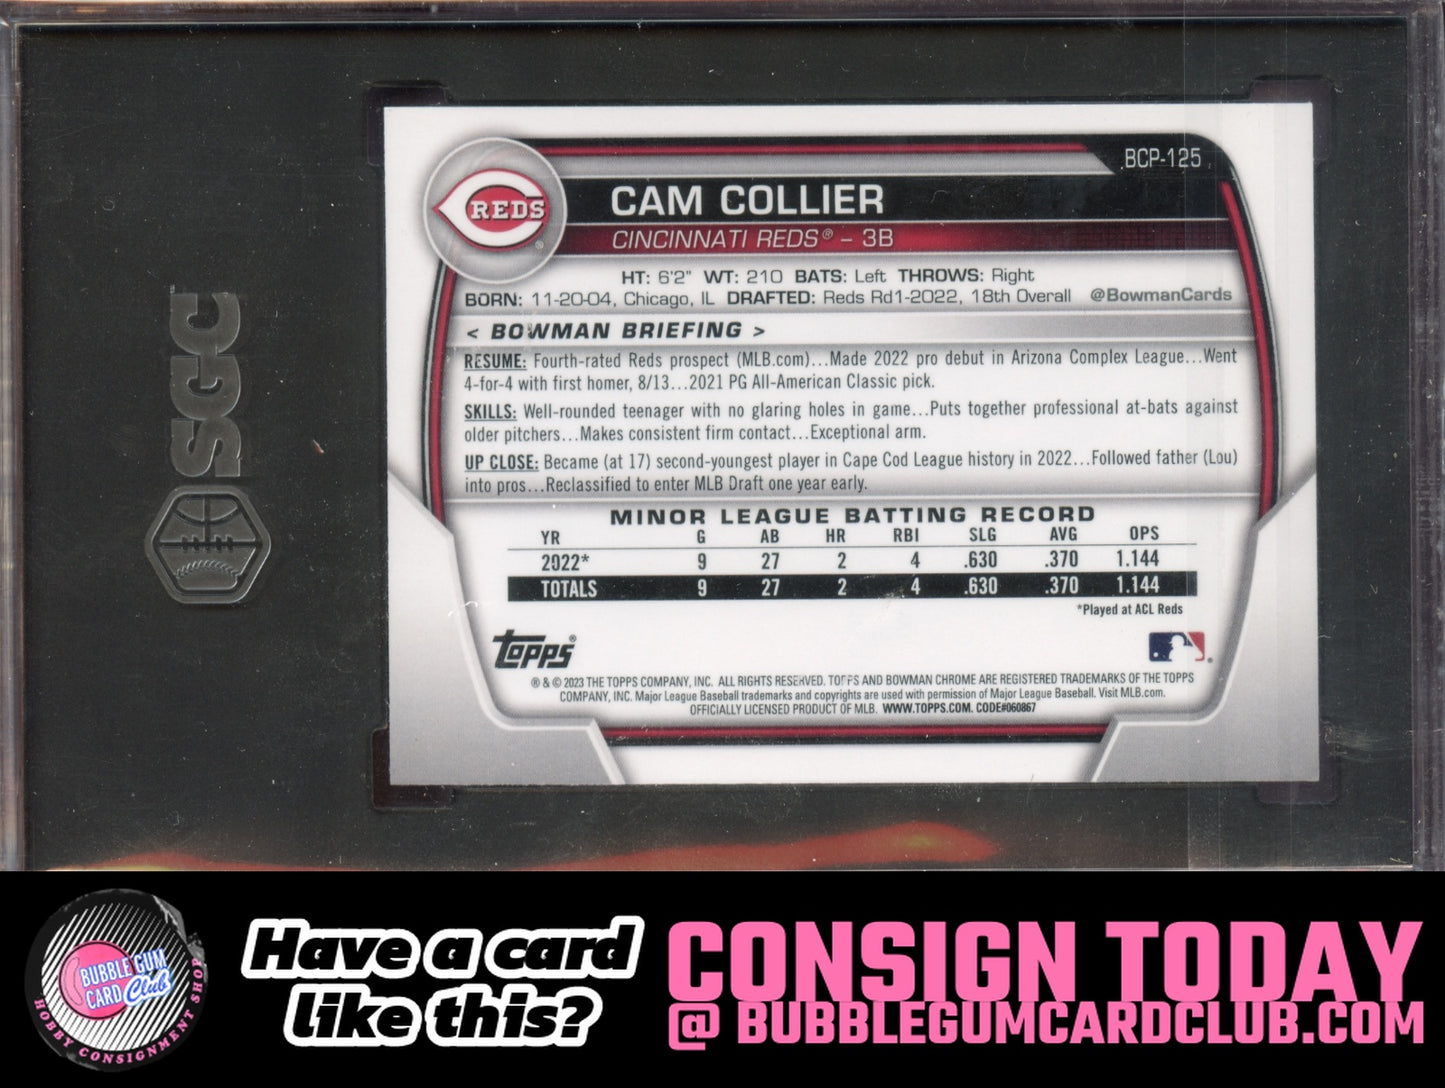 BCP-125
REDS®
CAM COLLIER
CINCINNATI REDS® - 3B
HT: 6'2" WT: 210 BATS: Left THROWS: Right
BORN: 11-20-04, Chicago, IL DRAFTED: Reds Rd1-2022, 18th Overall @BowmanCards
< BOWMAN BRIEFING >
RESUME: Fourth-rated Reds prospect (MLB.com)...Made 2022 pro debut in Arizona Complex League...Went
4-for-4 with first homer, 8/13...2021 PG All-American Classic pick.
SKILLS: Well-rounded teenager with no glaring holes in game...Puts together professional at-bats against
older pitchers...Makes consistent firm contact...Exceptional arm.
UP CLOSE: Became (at 17) second-youngest player in Cape Cod League history in 2022...Followed father (Lou)
into pros...Reclassified to enter MLB Draft one year early.
MINOR LEAGUE BATTING RECORD
YR G AB HR RBI SLG AVG OPS
2022* 9 27 2 4 .630 .370 1.144
TOTALS 9 27 2 4 .630 .370 1.144
*Played at ACL Reds
TOPPS®
® & © 2023 THE TOPPS COMPANY, INC. ALL RIGHTS RESERVED. TOPPS AND BOWMAN CHROME ARE REGISTERED TRADEMARKS OF THE TOPPS
COMPANY, INC. Major League Baseball trademarks and copyrights are used with permission of Major League Baseball. Visit MLB.com.
OFFICIALLY LICENSED PRODUCT OF MLB. WWW.TOPPS.COM. CODE#060867
SGC
BUBBLE GUM
CARD Club
HOBBY CONSIGNMENT SHOP
Have a card
like this?
CONSIGN TODAY
@ BUBBLEGUMCARDCLUB.COM